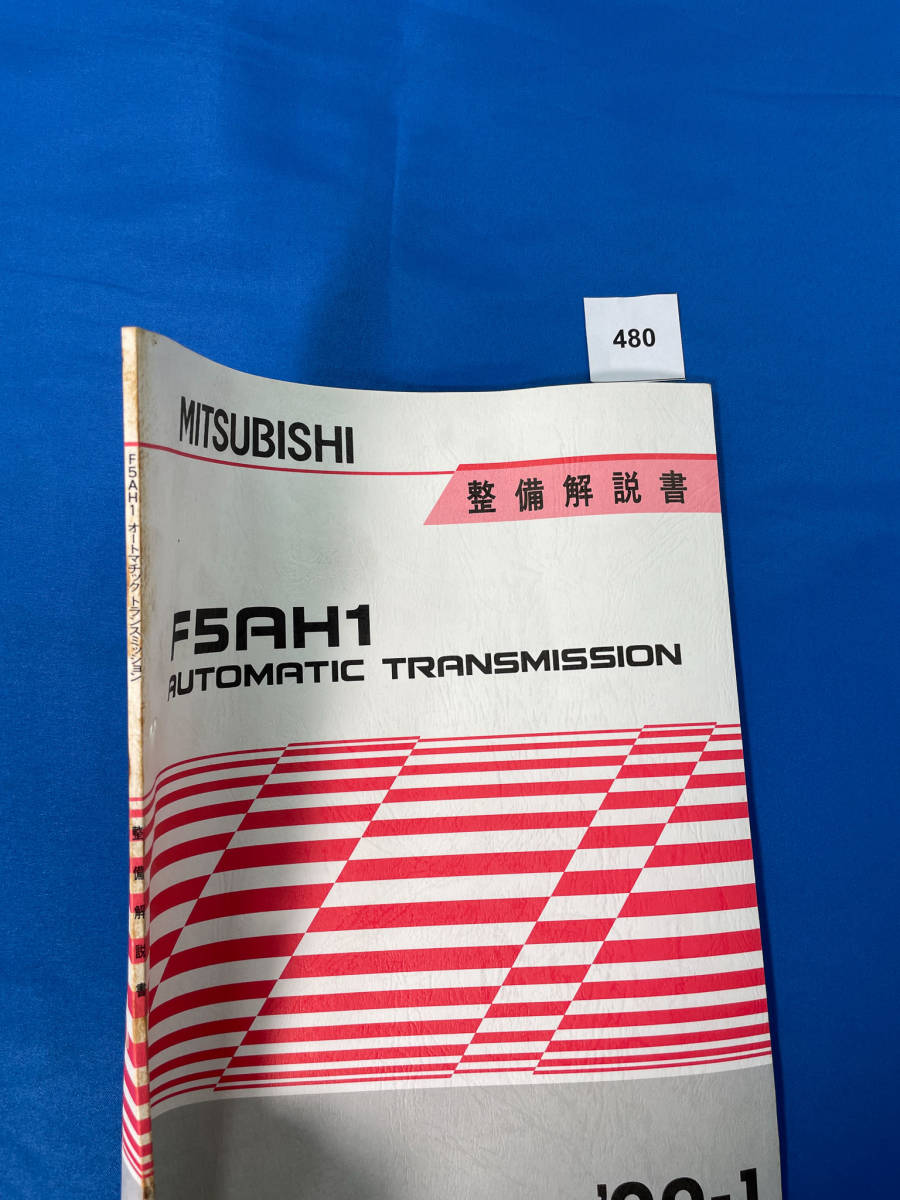 480
MITSUBISHI
整備解説書
F5AH1
AUTOMATIC TRANSMISSION
F5AH1 オートマチック トランスミッション
整備解説書